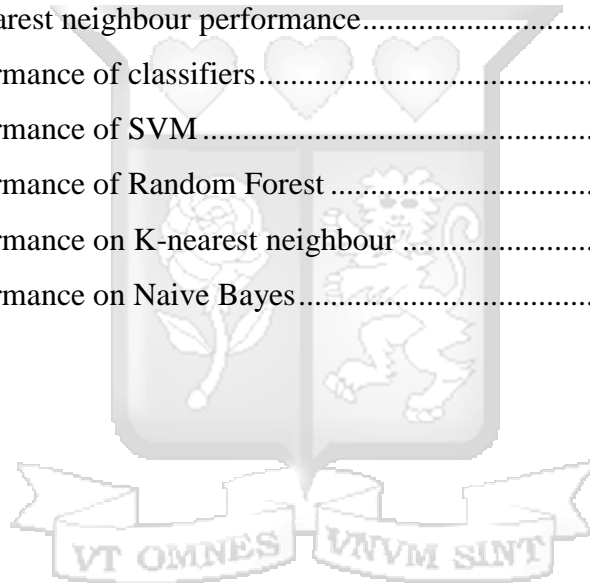 arest neighbour performance
rmance of classifiers
rmance of SVM
rmance of Random Forest
rmance on K-nearest neighbour
rmance on Naive Bayes
VT OMNES VNVM SINT